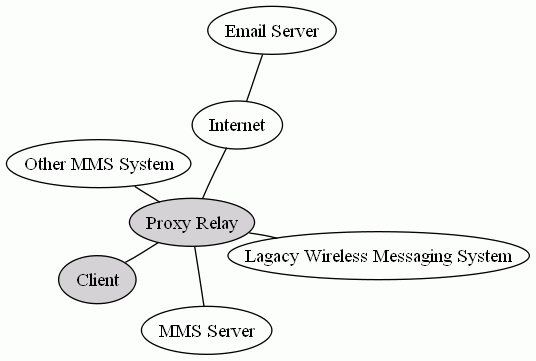 Email Server
Internet
Other MMS System
Proxy Relay
Lagacy Wireless Messaging System
Client
MMS Server